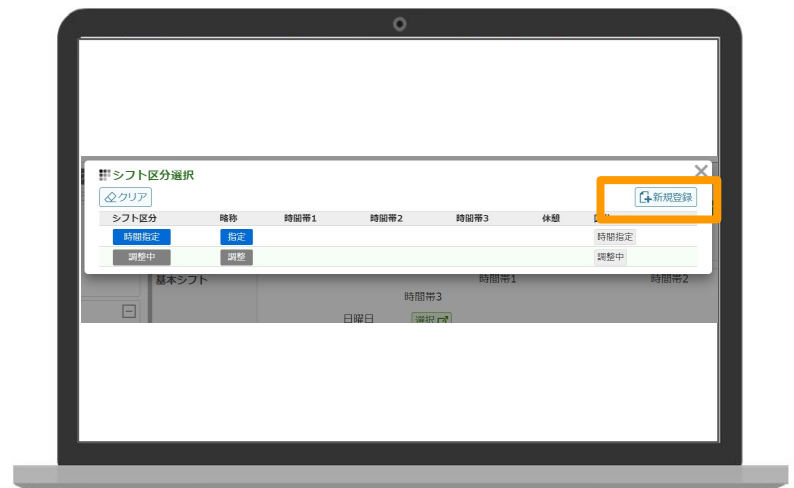 シフト区分選択
クリア
新規登録
シフト区分 略称 時間帯1 時間帯2 時間帯3 休憩
時間指定 指定 時間指定
調整中 調整 調整中
基本シフト 時間帯1 時間帯2
時間帯3
日曜日 選択